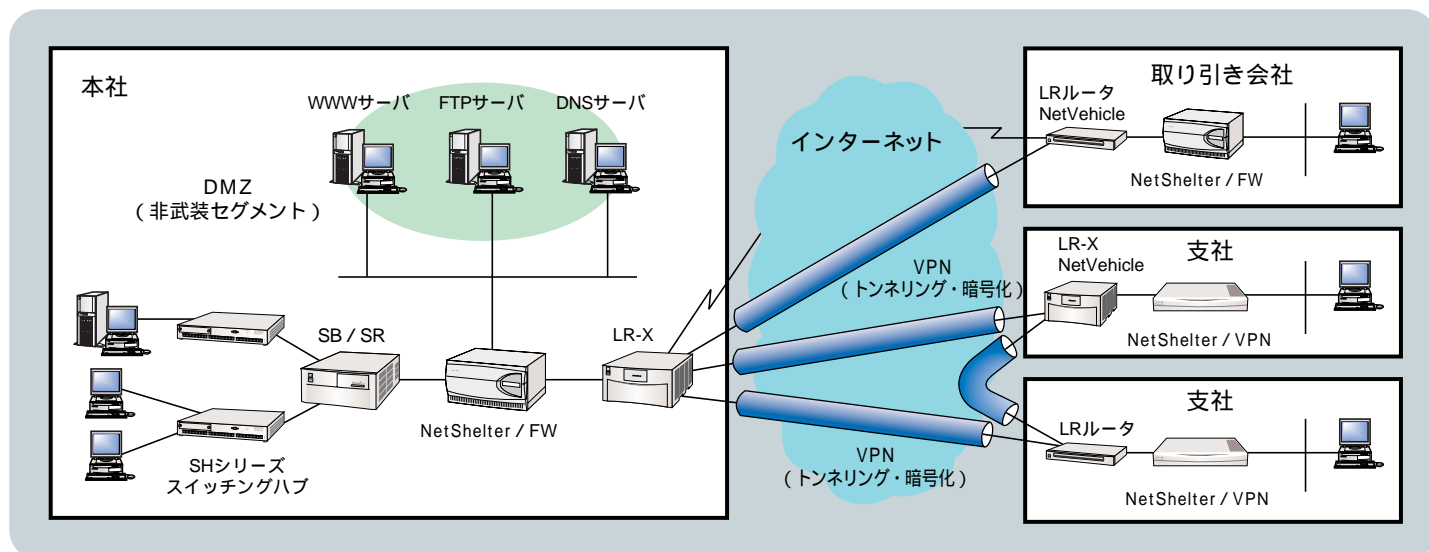 本社
WWWサーバ
FTPサーバ
DNSサーバ
DMZ
(非武装セグメント)
SB / SR
LR-X
NetShelter / FW
SHシリーズ
スイッチングハブ
インターネット
VPN
(トンネリング・暗号化)
VPN
(トンネリング・暗号化)
取り引き会社
LRルータ
NetVehicle
NetShelter / FW
支社
LR-X
NetVehicle
NetShelter / VPN
支社
LRルータ
NetShelter / VPN